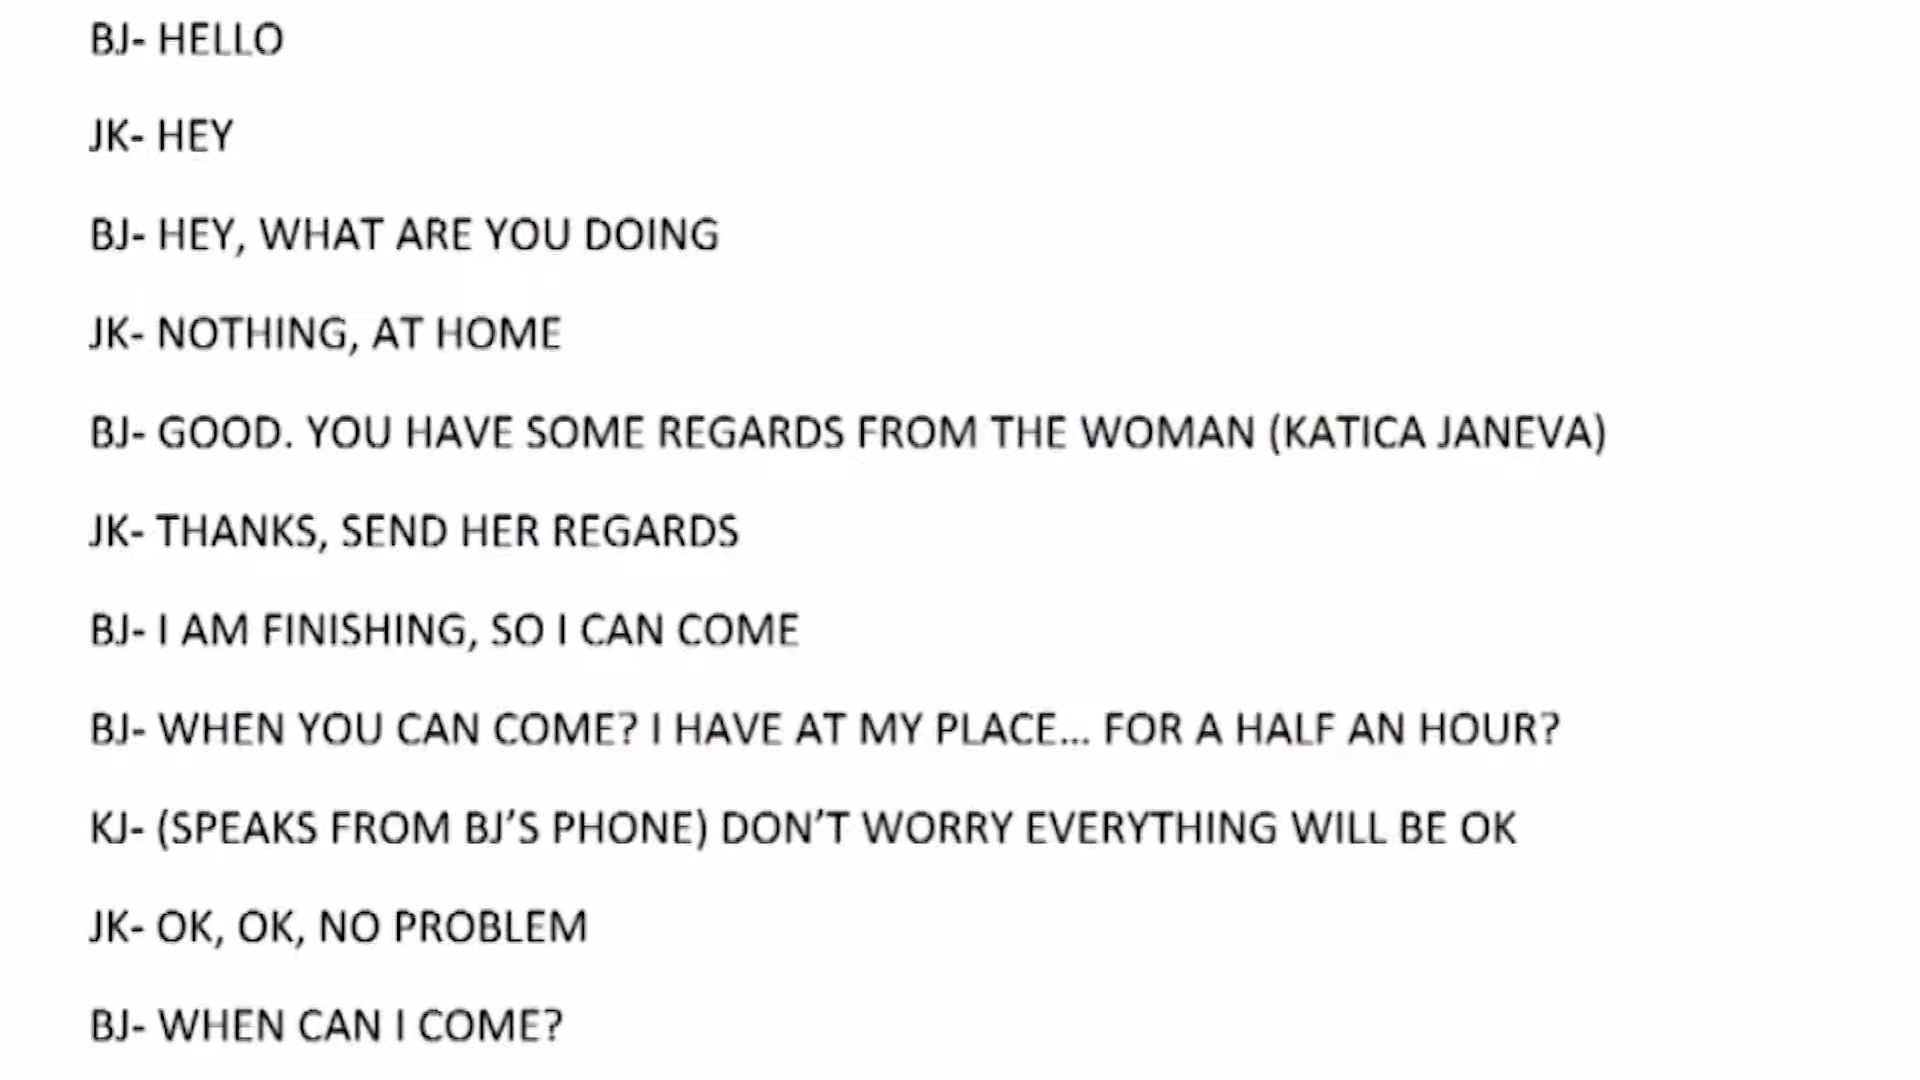 BJ- HELLO
JK- HEY
BJ- HEY, WHAT ARE YOU DOING
JK- NOTHING, AT HOME
BJ- GOOD. YOU HAVE SOME REGARDS FROM THE WOMAN (KATICA JANEVA)
JK- THANKS, SEND HER REGARDS
BJ- I AM FINISHING, SO I CAN COME
BJ- WHEN YOU CAN COME? I HAVE AT MY PLACE... FOR A HALF AN HOUR?
KJ- (SPEAKS FROM BJ’S PHONE) DON’T WORRY EVERYTHING WILL BE OK
JK- OK, OK, NO PROBLEM
BJ- WHEN CAN I COME?